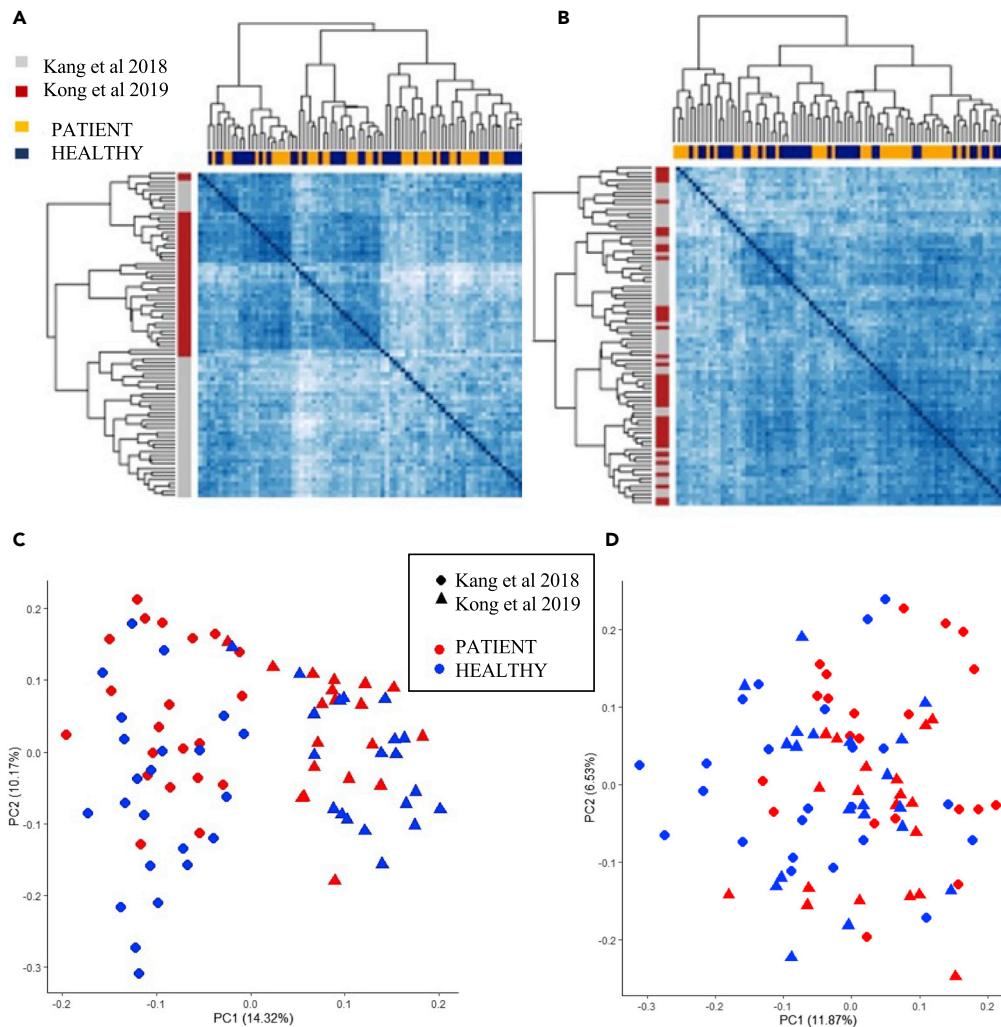 A
B
Kang et al 2018
Kong et al 2019
PATIENT
HEALTHY
C
D
Kang et al 2018
Kong et al 2019
PATIENT
HEALTHY
0.2
0.1
0.0
-0.1
-0.2
-0.3
PC2 (10.17%)
-0.2
-0.1
0.0
0.1
0.2
PC1 (14.32%)
0.2
0.1
0.0
-0.1
-0.2
PC2 (6.53%)
-0.3
-0.2
-0.1
0.0
0.1
0.2
PC1 (11.87%)